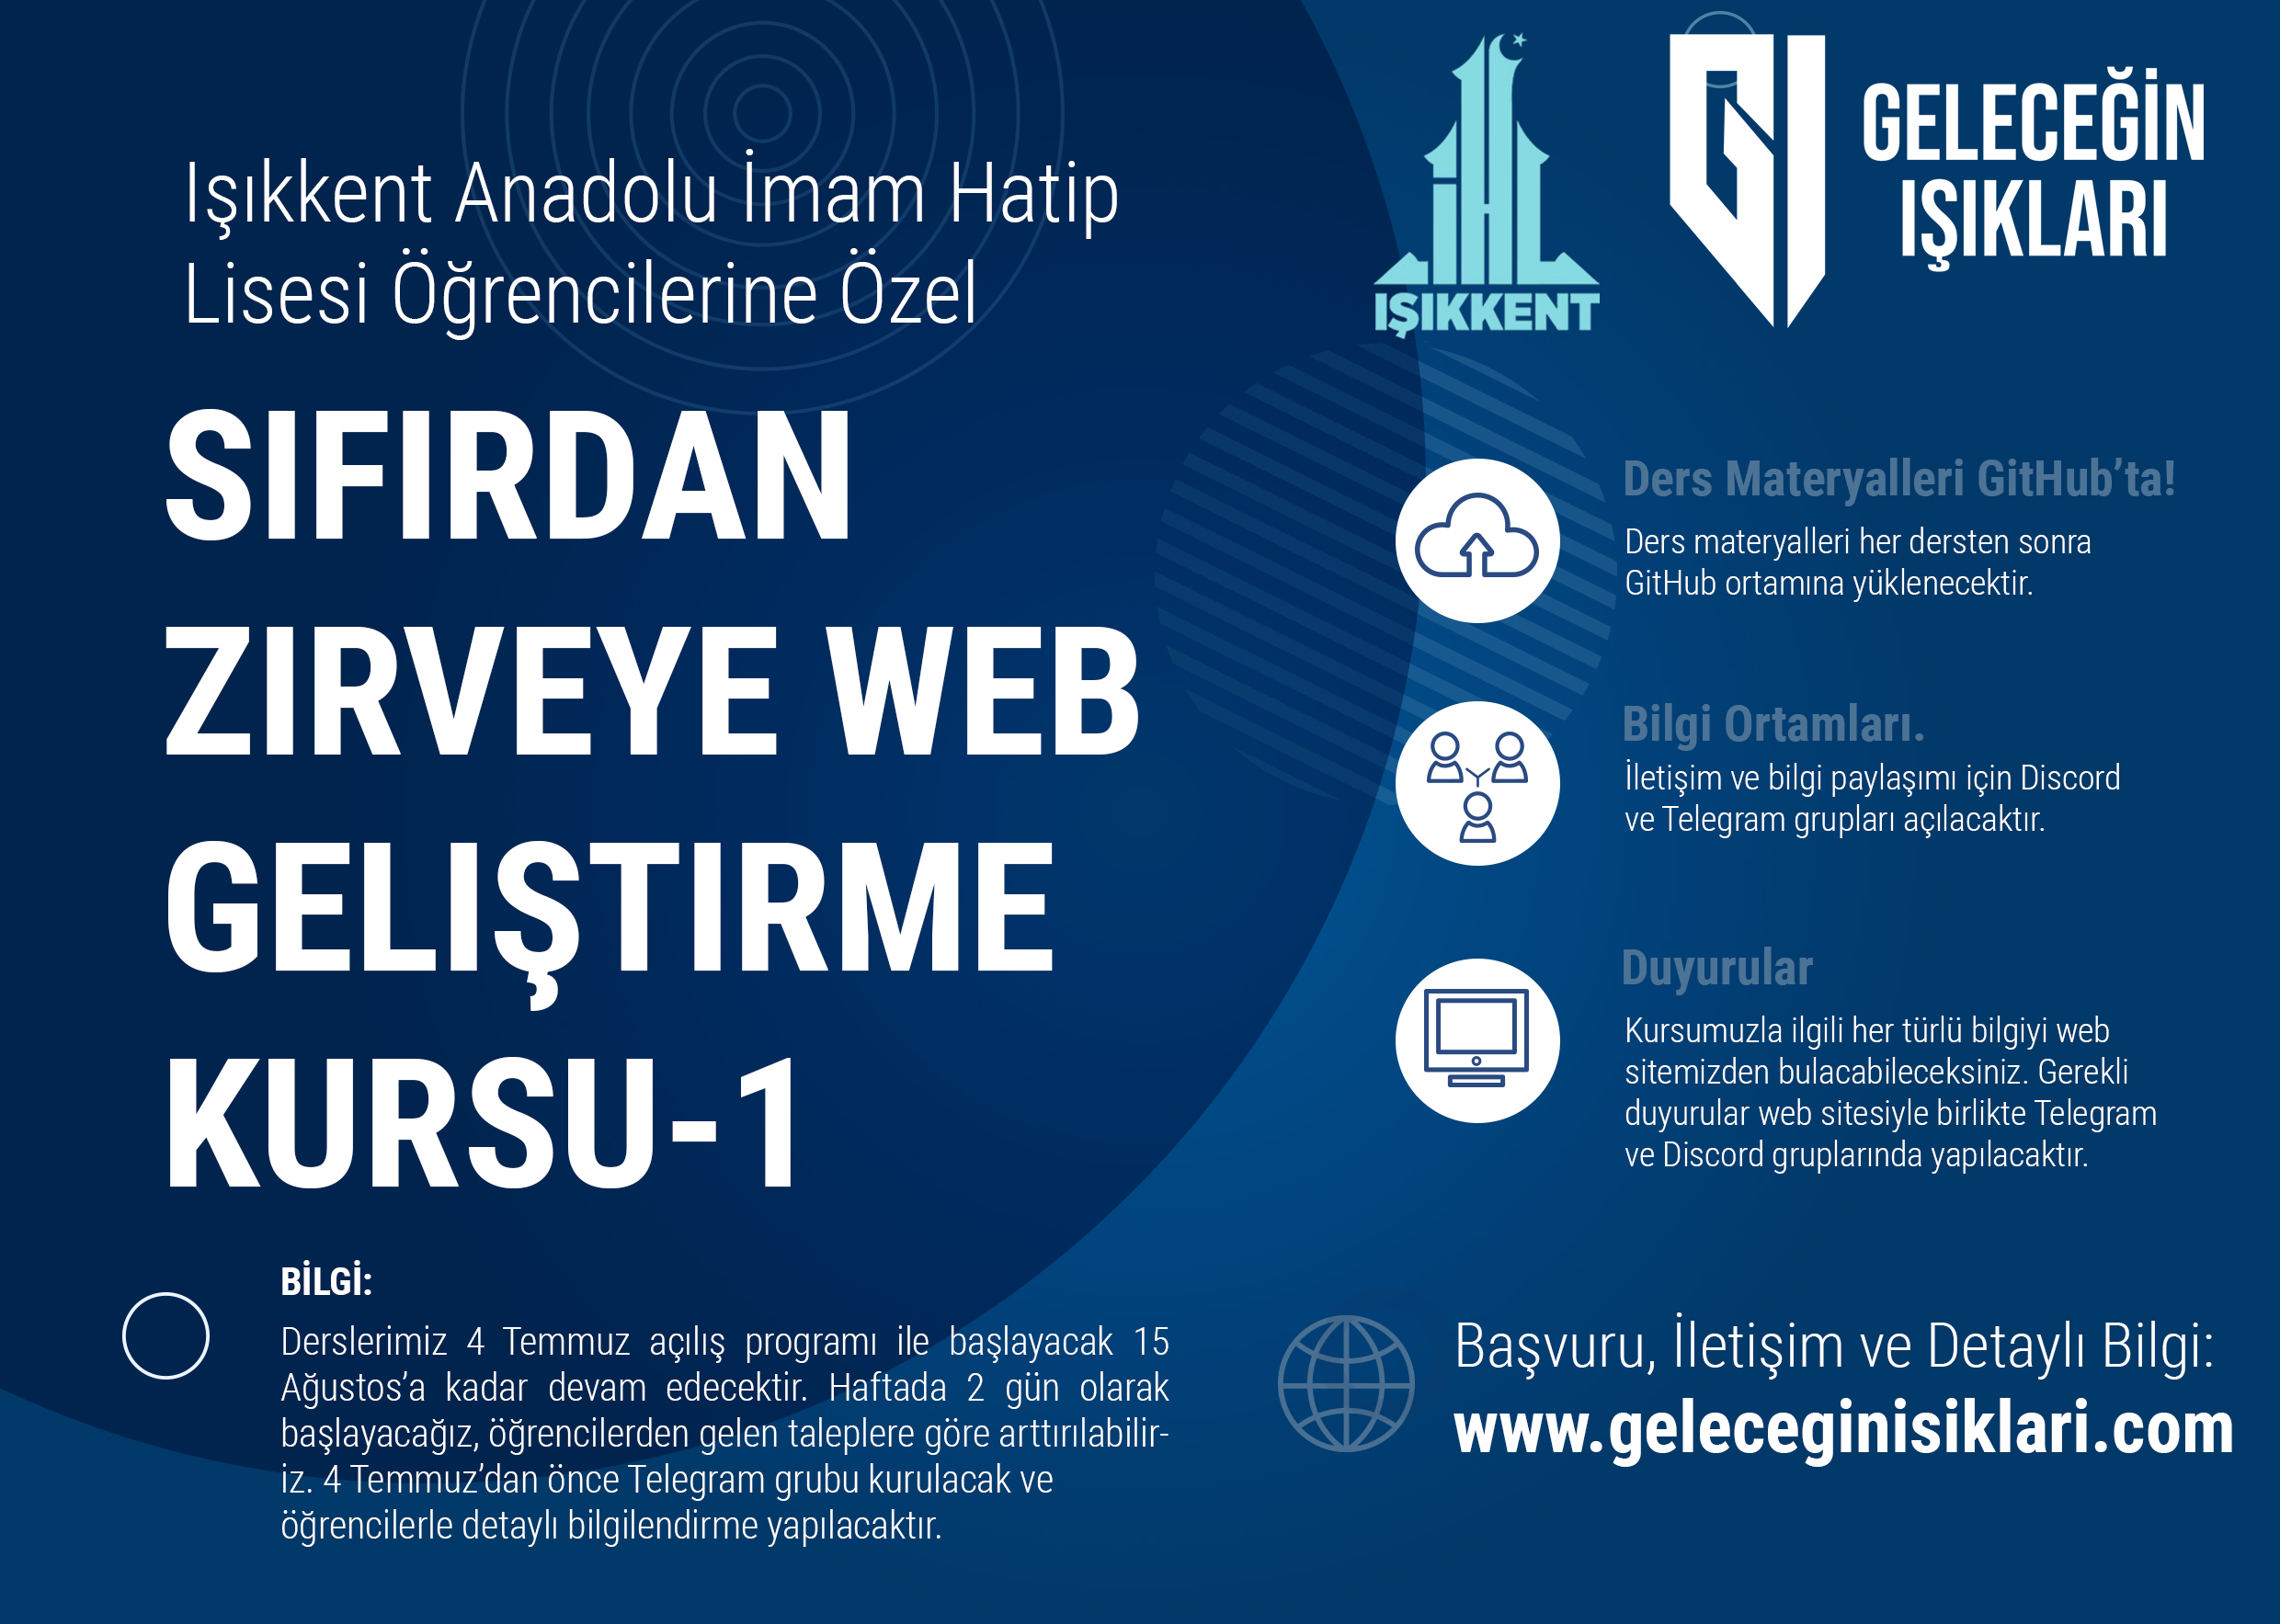 Işıkkent Anadolu İmam Hatip
Lisesi Öğrencilerine Özel
SIFIRDAN
ZIRVEYE WEB
GELIŞTIRME
KURSU-1
BİLGİ:
Derslerimiz 4 Temmuz açılış programı ile başlayacak 15
Ağustos’a kadar devam edecektir. Haftada 2 gün olarak
başlayacağız, öğrencilerden gelen taleplere göre arttırılabilir-
iz. 4 Temmuz’dan önce Telegram grubu kurulacak ve
öğrencilerle detaylı bilgilendirme yapılacaktır.
İHL
IŞIKKENT
GI
GELECEĞİN
IŞIKLARI
Ders Materyalleri GitHub’ta!
Ders materyalleri her dersten sonra
GitHub ortamına yüklenecektir.
Bilgi Ortamları.
İletişim ve bilgi paylaşımı için Discord
ve Telegram grupları açılacaktır.
Duyurular
Kursumuzla ilgili her türlü bilgiyi web
sitemizden bulacabileceksiniz. Gerekli
duyurular web sitesiyle birlikte Telegram
ve Discord gruplarında yapılacaktır.
Başvuru, İletişim ve Detaylı Bilgi:
www.geleceginisiklari.com